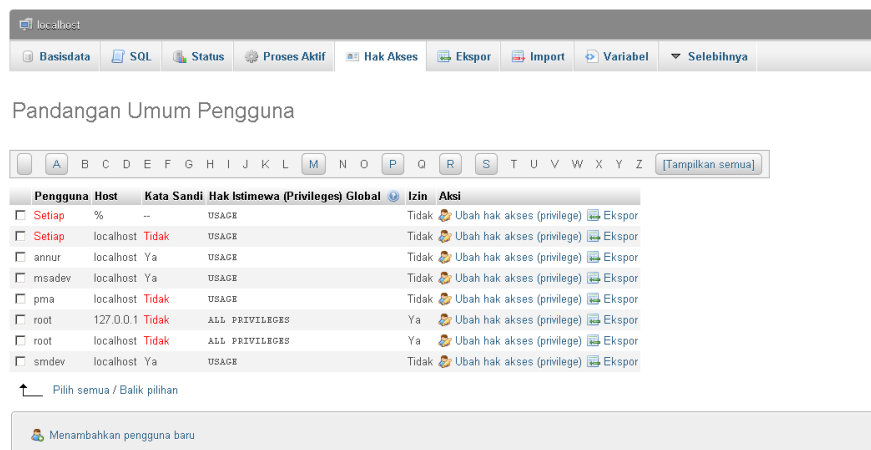 localhost
Basisdata SQL Status Proses Aktif Hak Akses Ekspor Import Variabel Selebihnya
Pandangan Umum Pengguna
A B C D E F G H I J K L M N O P Q R S T U V W X Y Z [Tampilkan semua]
Pengguna Host Kata Sandi Hak Istimewa (Privileges) Global Izin Aksi
Setiap % -- USAGE Tidak Ubah hak akses (privilege) Ekspor
Setiap localhost Tidak USAGE Tidak Ubah hak akses (privilege) Ekspor
annur localhost Ya USAGE Tidak Ubah hak akses (privilege) Ekspor
msadev localhost Ya USAGE Tidak Ubah hak akses (privilege) Ekspor
pma localhost Tidak USAGE Tidak Ubah hak akses (privilege) Ekspor
root 127.0.0.1 Tidak ALL PRIVILEGES Ya Ubah hak akses (privilege) Ekspor
root localhost Tidak ALL PRIVILEGES Ya Ubah hak akses (privilege) Ekspor
smdev localhost Ya USAGE Tidak Ubah hak akses (privilege) Ekspor
Pilih semua / Balik pilihan
Menambahkan pengguna baru